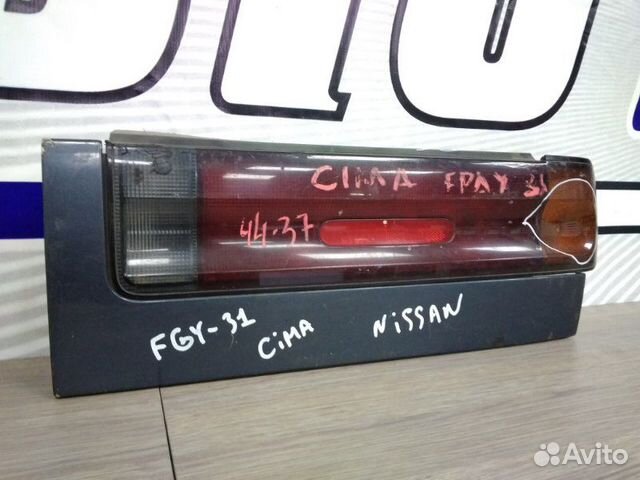 CIMA FPAY 31
44-37
FGY-31
CIMA
NISSAN
Avito